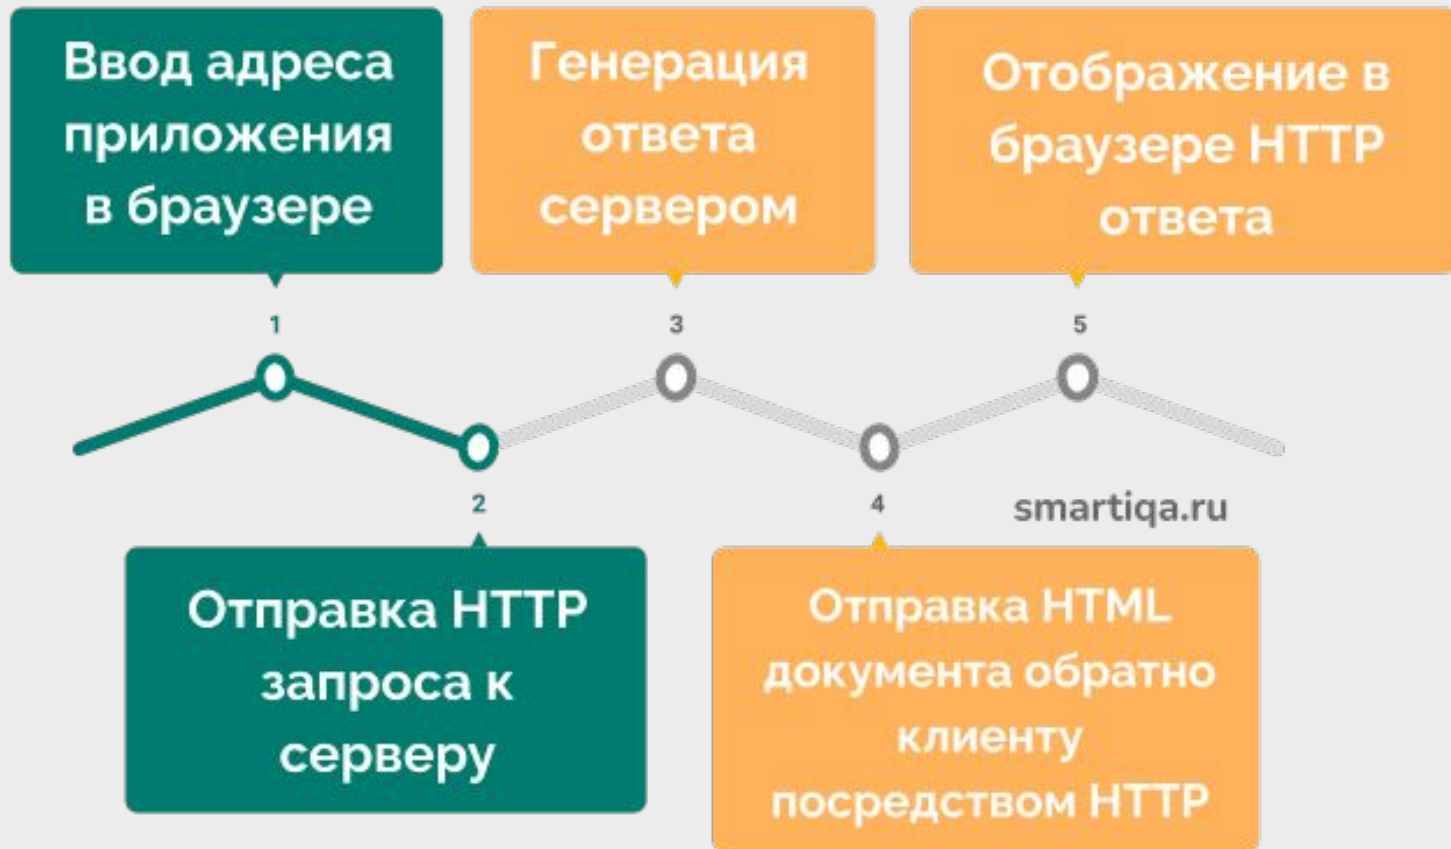 Ввод адреса
приложения
в браузере
1
Отправка HTTP
запроса к
серверу
2
Генерация
ответа
сервером
3
Отправка HTML
документа обратно
клиенту
посредством HTTP
4
Отображение в
браузере HTTP
ответа
5
smartiqa.ru